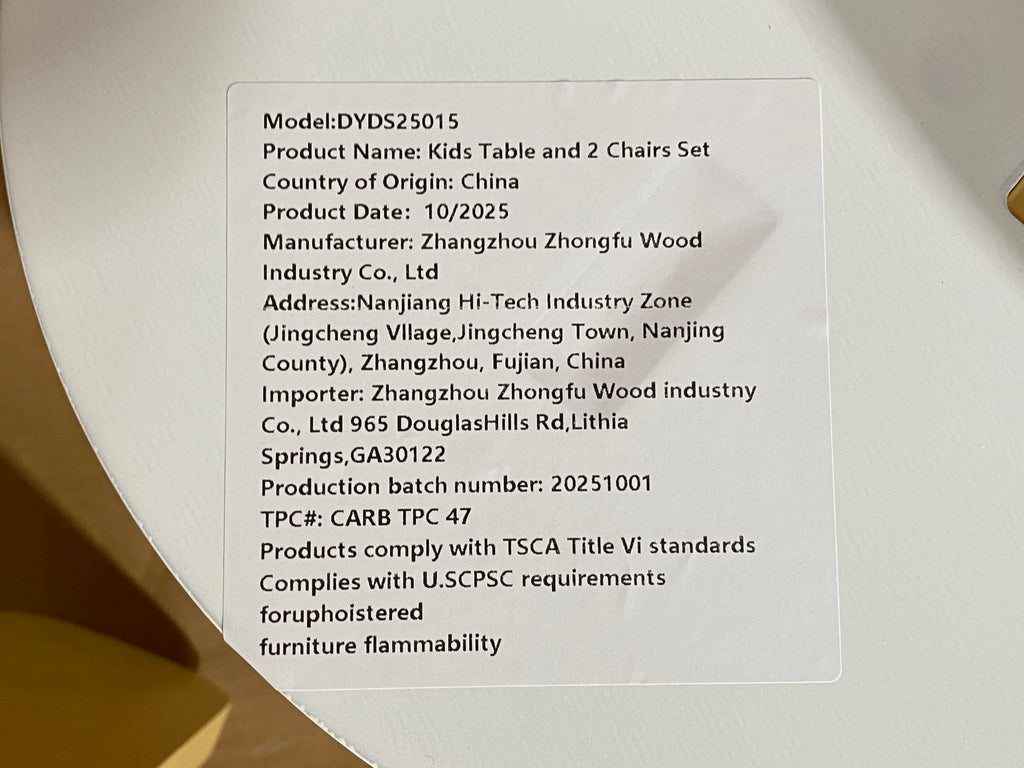 Model:DYDS25015
Product Name: Kids Table and 2 Chairs Set
Country of Origin: China
Product Date:  10/2025
Manufacturer: Zhangzhou Zhongfu Wood
Industry Co., Ltd
Address:Nanjiang Hi-Tech Industry Zone
(Jingcheng Vllage,Jingcheng Town, Nanjing
County), Zhangzhou, Fujian, China
Importer: Zhangzhou Zhongfu Wood industny
Co., Ltd 965 DouglasHills Rd,Lithia
Springs,GA30122
Production batch number: 20251001
TPC#: CARB TPC 47
Products comply with TSCA Title Vi standards
Complies with U.SCPSC requirements
foruphoistered
furniture flammability